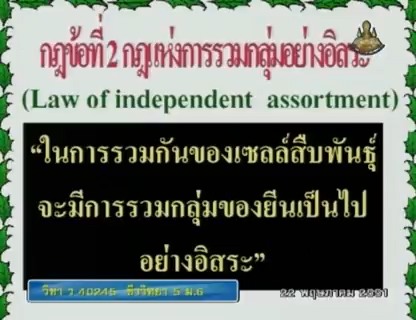 กฎข้อที่ 2 กฎแห่งการรวมกลุ่มอย่างอิสระ
(Law of independent assortment)
“ในการรวมกันของเซลล์สืบพันธุ์
จะมีการรวมกลุ่มของยีนเป็นไป
อย่างอิสระ”
วิชา ว.40245 ชีววิทยา 5 ม.6
22 พฤษภาคม 2551